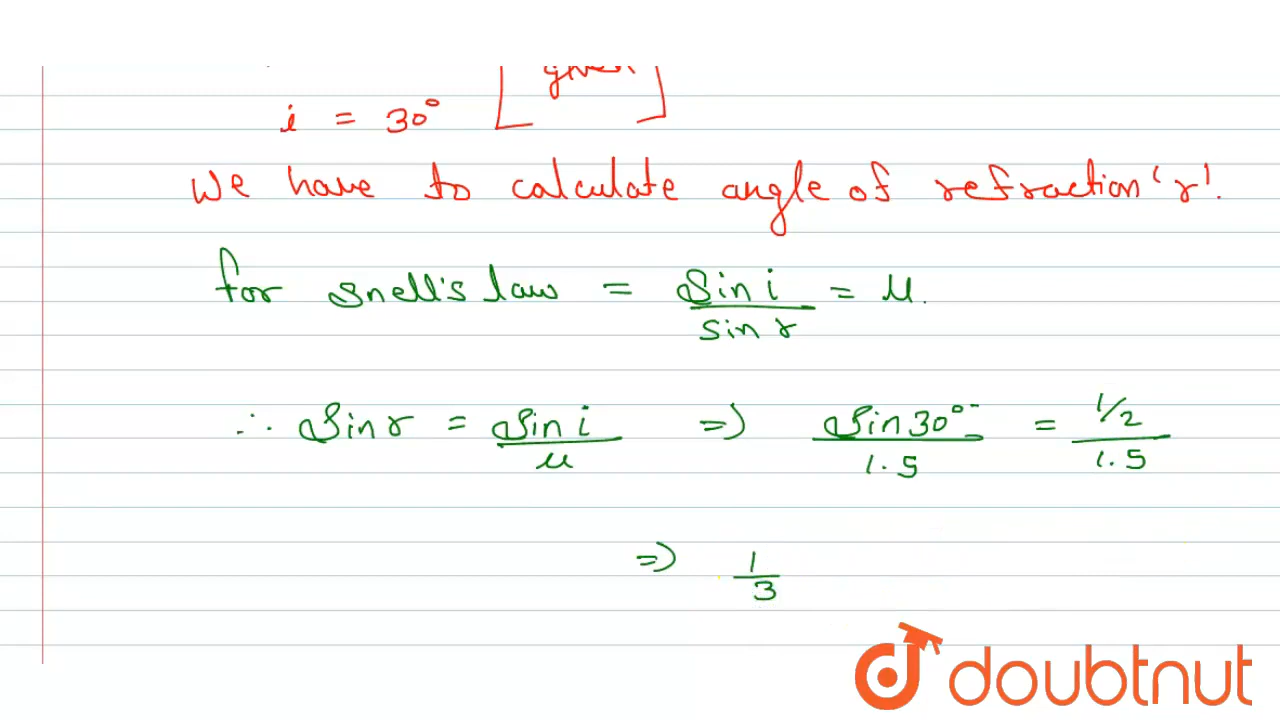 i = 30°
We have to calculate angle of refraction 'r'.
for snell's law = Sin i / sin r = μ.
∴ Sin r = Sin i / μ => Sin 30° / 1.5 = 1/2 / 1.5
=> 1/3
doubtnut